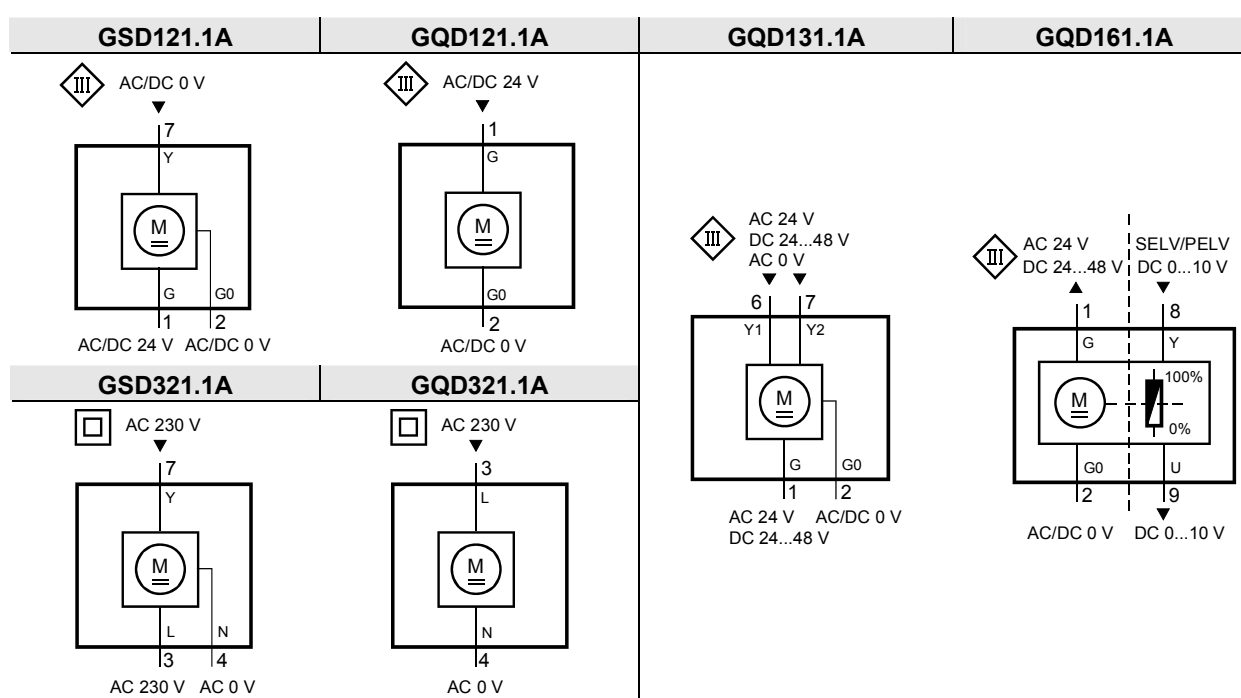 GSD121.1A
GQD121.1A
GQD131.1A
GQD161.1A
III
AC/DC 0 V
7
Y
M
G
G0
1
2
AC/DC 24 V
AC/DC 0 V
III
AC/DC 24 V
1
G
M
G0
2
AC/DC 0 V
GSD321.1A
GQD321.1A
AC 230 V
7
Y
M
L
N
3
4
AC 230 V
AC 0 V
AC 230 V
3
L
M
N
4
AC 0 V
III
AC 24 V
DC 24...48 V
AC 0 V
6
7
Y1
Y2
M
G
G0
1
2
AC 24 V
DC 24...48 V
AC/DC 0 V
III
AC 24 V
DC 24...48 V
SELV/PELV
DC 0...10 V
1
8
G
Y
M
100%
0%
G0
U
2
9
AC/DC 0 V
DC 0...10 V